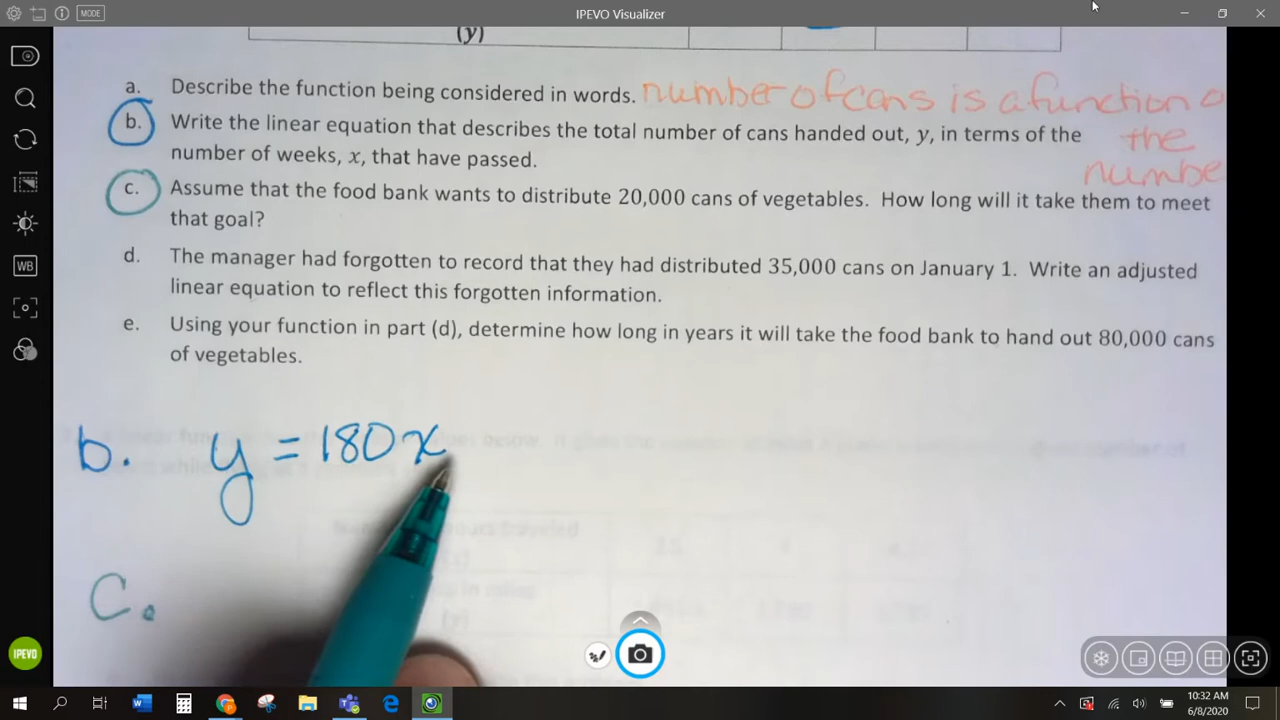 MODE
IPEVO Visualizer
(y)
a. Describe the function being considered in words. number of cans is a function o
the
numbe
b. Write the linear equation that describes the total number of cans handed out, y, in terms of the
number of weeks, x, that have passed.
c. Assume that the food bank wants to distribute 20,000 cans of vegetables. How long will it take them to meet
that goal?
d. The manager had forgotten to record that they had distributed 35,000 cans on January 1. Write an adjusted
linear equation to reflect this forgotten information.
e. Using your function in part (d), determine how long in years it will take the food bank to hand out 80,000 cans
of vegetables.
b. y = 180x
C.
WB
IPEVO
10:32 AM
6/8/2020